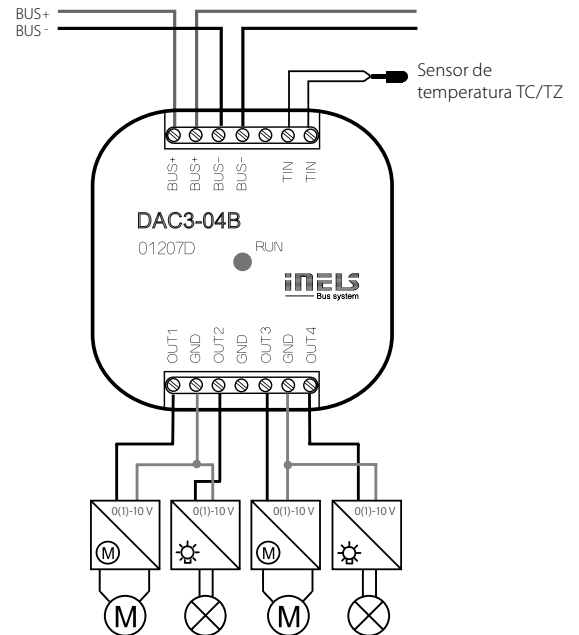 BUS+
BUS -
Sensor de
temperatura TC/TZ
BUS+ BUS+ BUS- BUS- TIN TIN
DAC3-04B
01207D
RUN
iNELS
Bus system
OUT1 GND OUT2 GND OUT3 GND OUT4
0(1)-10 V 0(1)-10 V 0(1)-10 V 0(1)-10 V
M M
M M